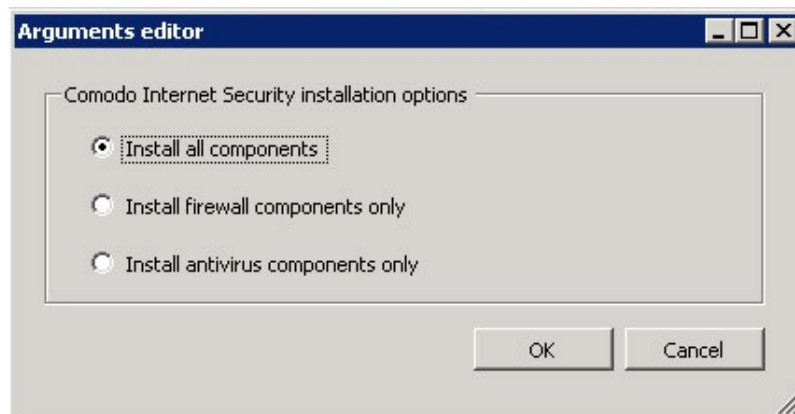 Arguments editor
Comodo Internet Security installation options
Install all components
Install firewall components only
Install antivirus components only
OK Cancel